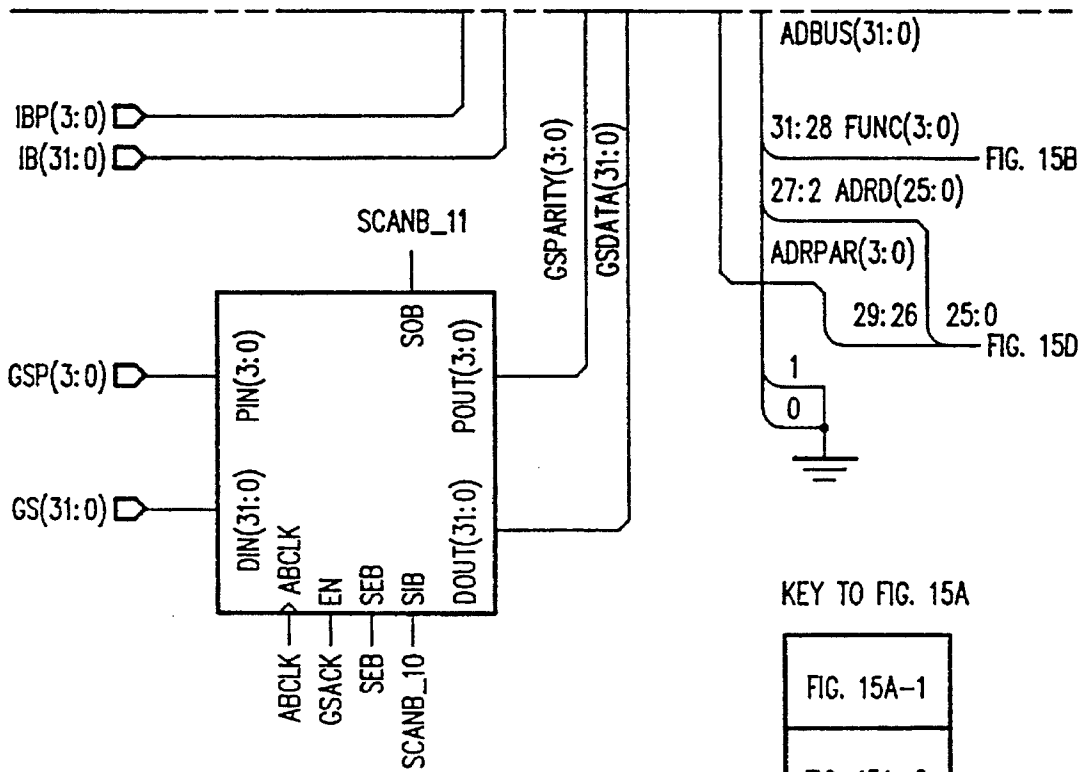 ADBUS(31:0)
IBP(3:0)
IB(31:0)
GSPARITY(3:0)
GSDATA(31:0)
31:28 FUNC(3:0)
FIG. 15B
27:2 ADRD(25:0)
ADRPAR(3:0)
29:26
25:0
FIG. 15D
1
0
SCANB_11
SOB
GSP(3:0)
PIN(3:0)
POUT(3:0)
GS(31:0)
DIN(31:0)
DOUT(31:0)
ABCLK
EN
SEB
SIB
ABCLK
GSACK
SEB
SCANB_10
KEY TO FIG. 15A
FIG. 15A-1